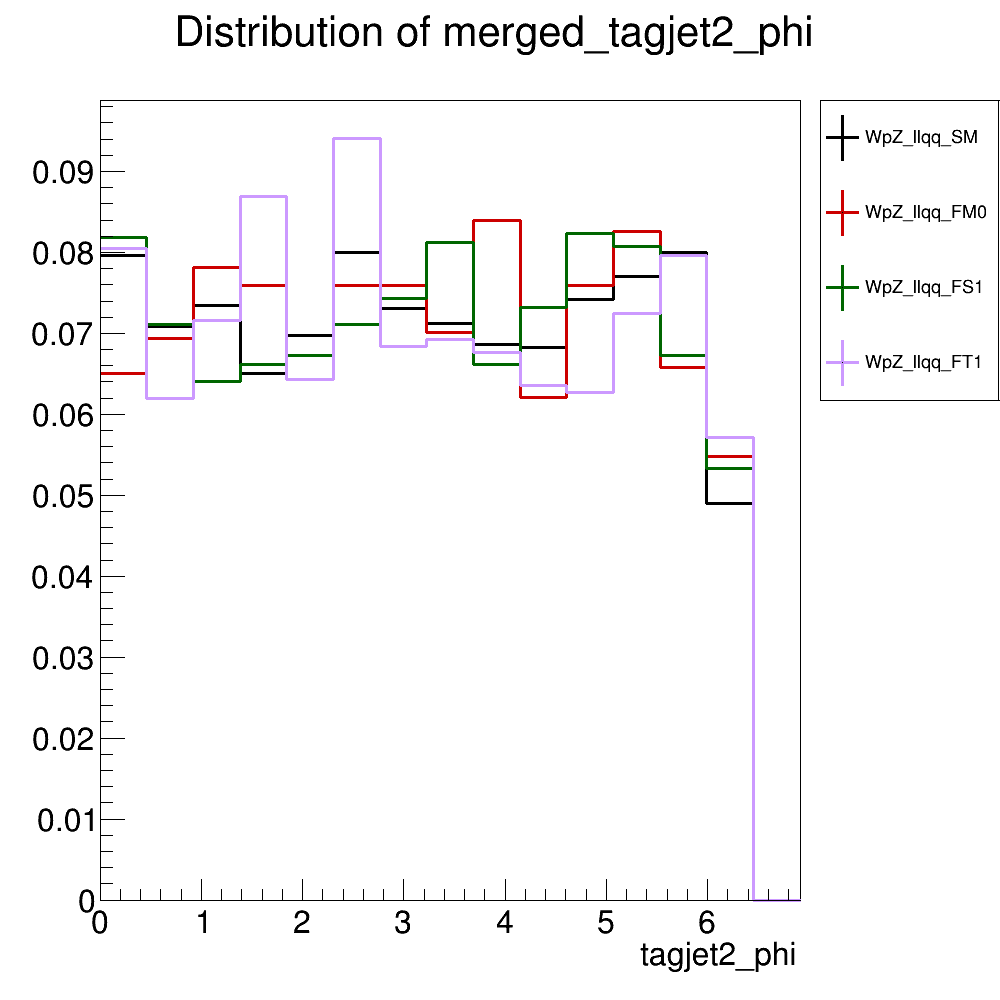 Distribution of merged_tagjet2_phi
WpZ_llqq_SM
WpZ_llqq_FM0
WpZ_llqq_FS1
WpZ_llqq_FT1
0.09
0.08
0.07
0.06
0.05
0.04
0.03
0.02
0.01
0
0 1 2 3 4 5 6
tagjet2_phi